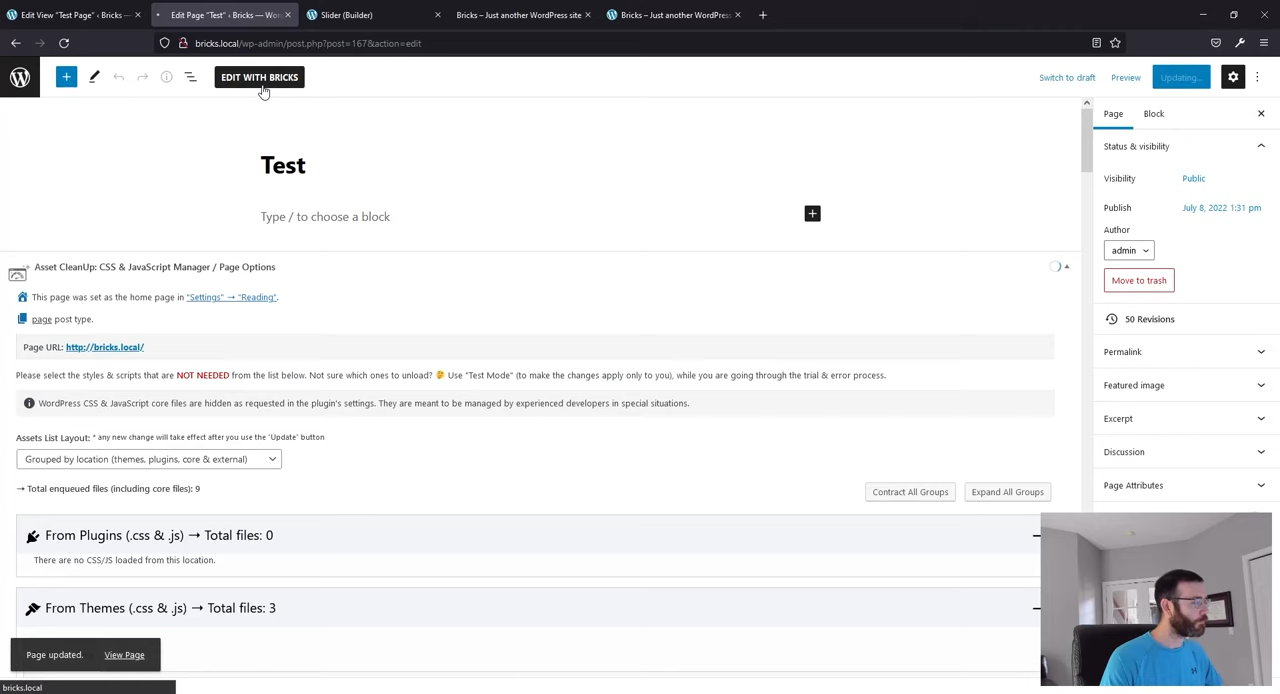 Edit View "Test Page" ‹ Bricks —
Edit Page "Test" ‹ Bricks — Wor
Slider (Builder)
Bricks – Just another WordPress site
Bricks – Just another WordPress
bricks.local/wp-admin/post.php?post=167&action=edit
EDIT WITH BRICKS
Switch to draft
Preview
Updating...
Test
Type / to choose a block
Page
Block
Status & visibility
Visibility
Public
Publish
July 8, 2022 1:31 pm
Author
admin
Move to trash
50 Revisions
Permalink
Featured image
Excerpt
Discussion
Page Attributes
Asset CleanUp: CSS & JavaScript Manager / Page Options
This page was set as the home page in "Settings" → "Reading".
page post type.
Page URL: http://bricks.local/
Please select the styles & scripts that are NOT NEEDED from the list below. Not sure which ones to unload? 🤔 Use "Test Mode" (to make the changes apply only to you), while you are going through the trial & error process.
WordPress CSS & JavaScript core files are hidden as requested in the plugin's settings. They are meant to be managed by experienced developers in special situations.
Assets List Layout: * any new change will take effect after you use the "Update" button
Grouped by location (themes, plugins, core & external)
→ Total enqueued files (including core files): 9
Contract All Groups
Expand All Groups
From Plugins (.css & .js) → Total files: 0
There are no CSS/JS loaded from this location.
From Themes (.css & .js) → Total files: 3
Page updated.
View Page
bricks.local